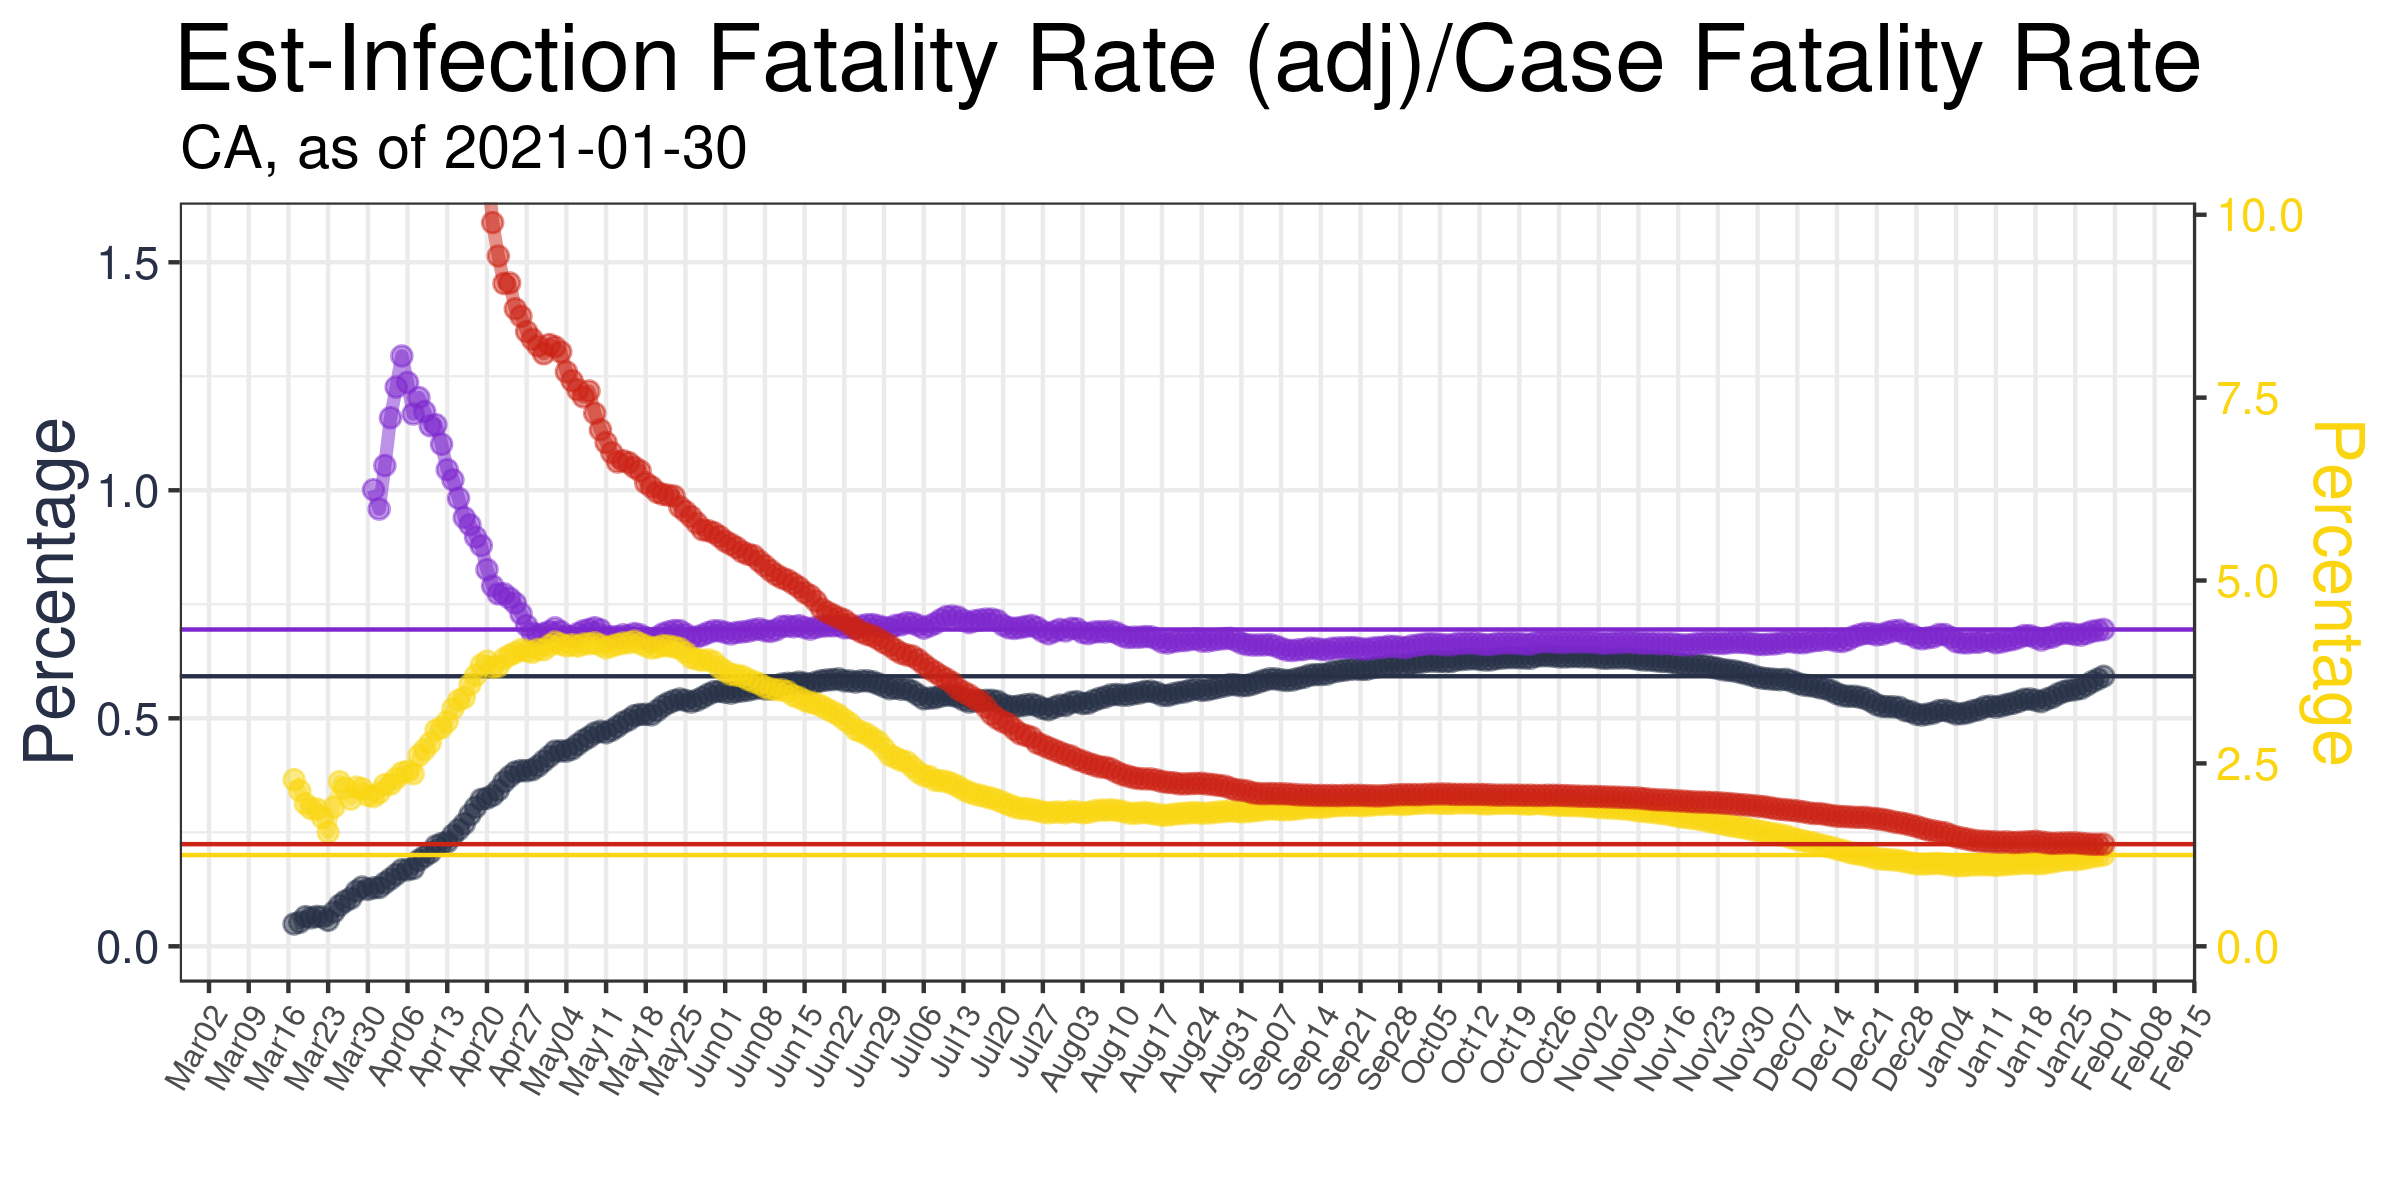 Est-Infection Fatality Rate (adj)/Case Fatality Rate
CA, as of 2021-01-30
Percentage
1.5
1.0
0.5
0.0
10.0
7.5
5.0
2.5
0.0
Percentage
Mar02
Mar09
Mar16
Mar23
Mar30
Apr06
Apr13
Apr20
Apr27
May04
May11
May18
May25
Jun01
Jun08
Jun15
Jun22
Jun29
Jul06
Jul13
Jul20
Jul27
Aug03
Aug10
Aug17
Aug24
Aug31
Sep07
Sep14
Sep21
Sep28
Oct05
Oct12
Oct19
Oct26
Nov02
Nov09
Nov16
Nov23
Nov30
Dec07
Dec14
Dec21
Dec28
Jan04
Jan11
Jan18
Jan25
Feb01
Feb08
Feb15